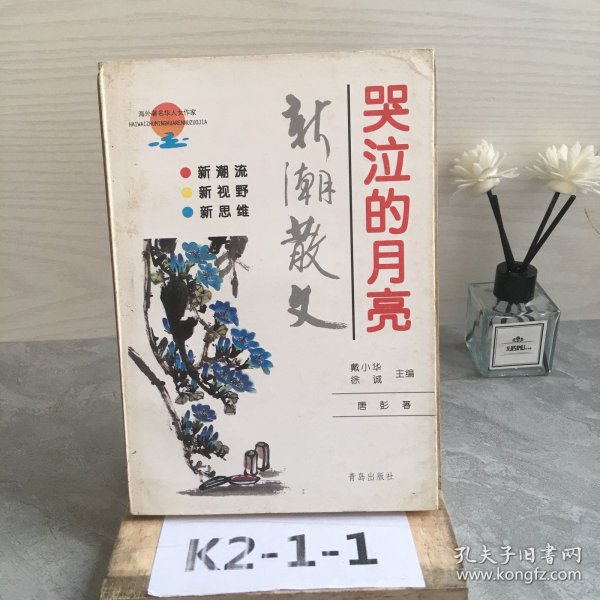 海外著名华人女作家
HAIWAIZHUMINGHUARENNUZUOJIA
新潮流
新视野
新思维
新潮散文
哭泣的月亮
戴小华
徐诚 主编
唐彭 著
青岛出版社
K2-1-1
孔夫子旧书网
www.kongfz.com